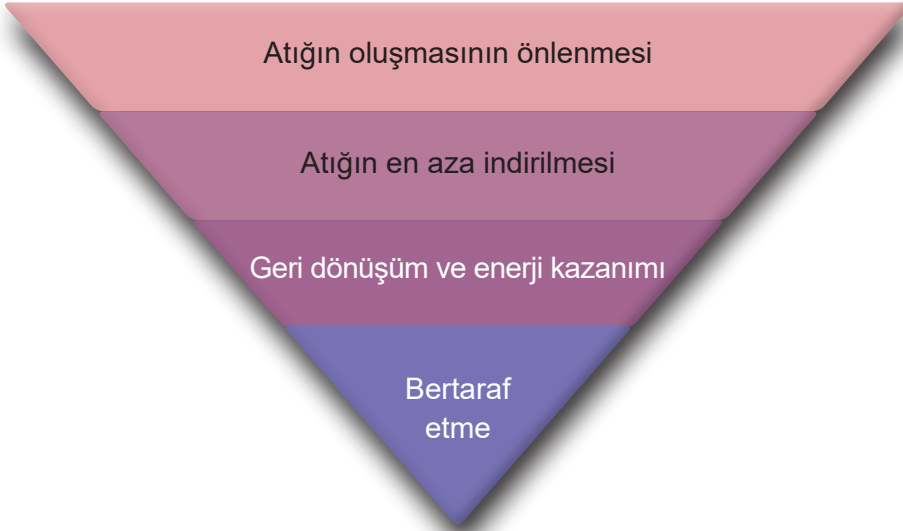 Atığın oluşmasının önlenmesi
Atığın en aza indirilmesi
Geri dönüşüm ve enerji kazanımı
Bertaraf
etme